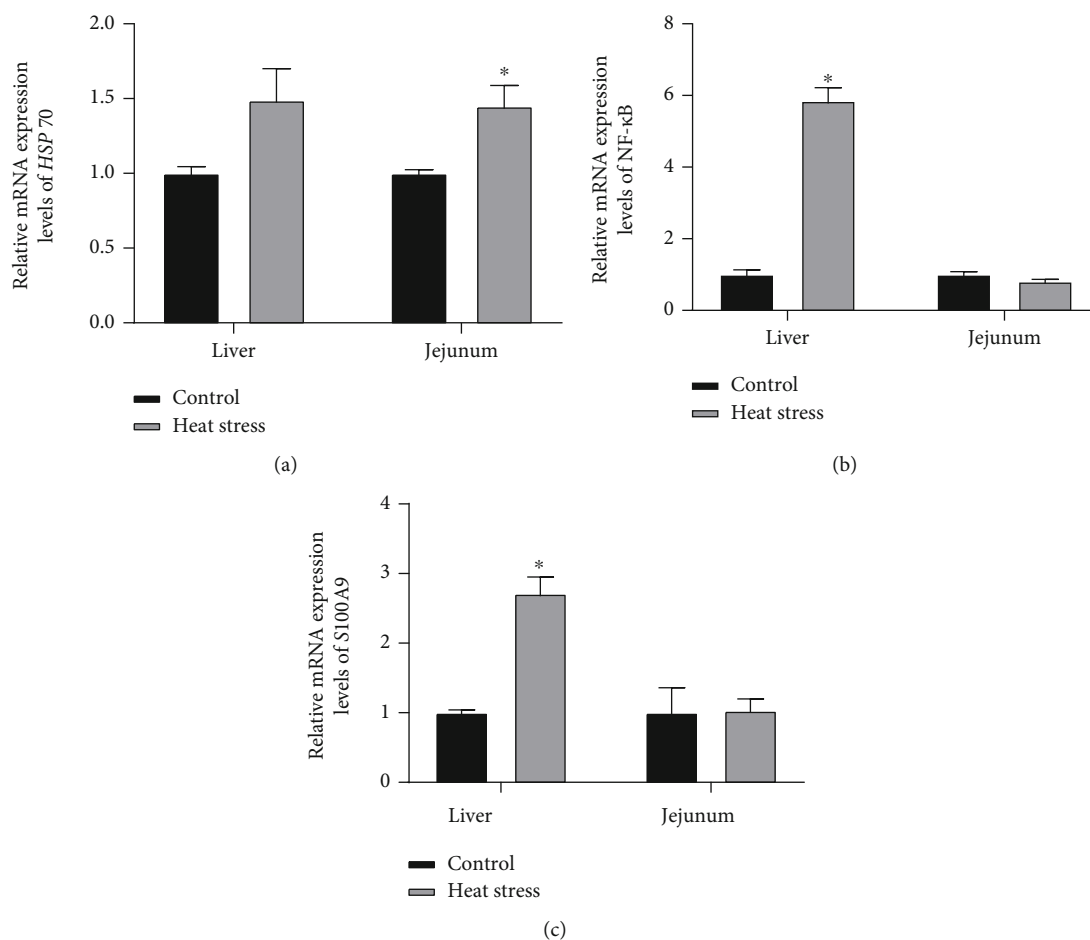 Relative mRNA expression
levels of HSP 70
2.0
1.5
1.0
0.5
0.0
*
Liver
Jejunum
Control
Heat stress
(a)
Relative mRNA expression
levels of NF-κB
8
6
4
2
0
*
Liver
Jejunum
Control
Heat stress
(b)
Relative mRNA expression
levels of S100A9
4
3
2
1
0
*
Liver
Jejunum
Control
Heat stress
(c)